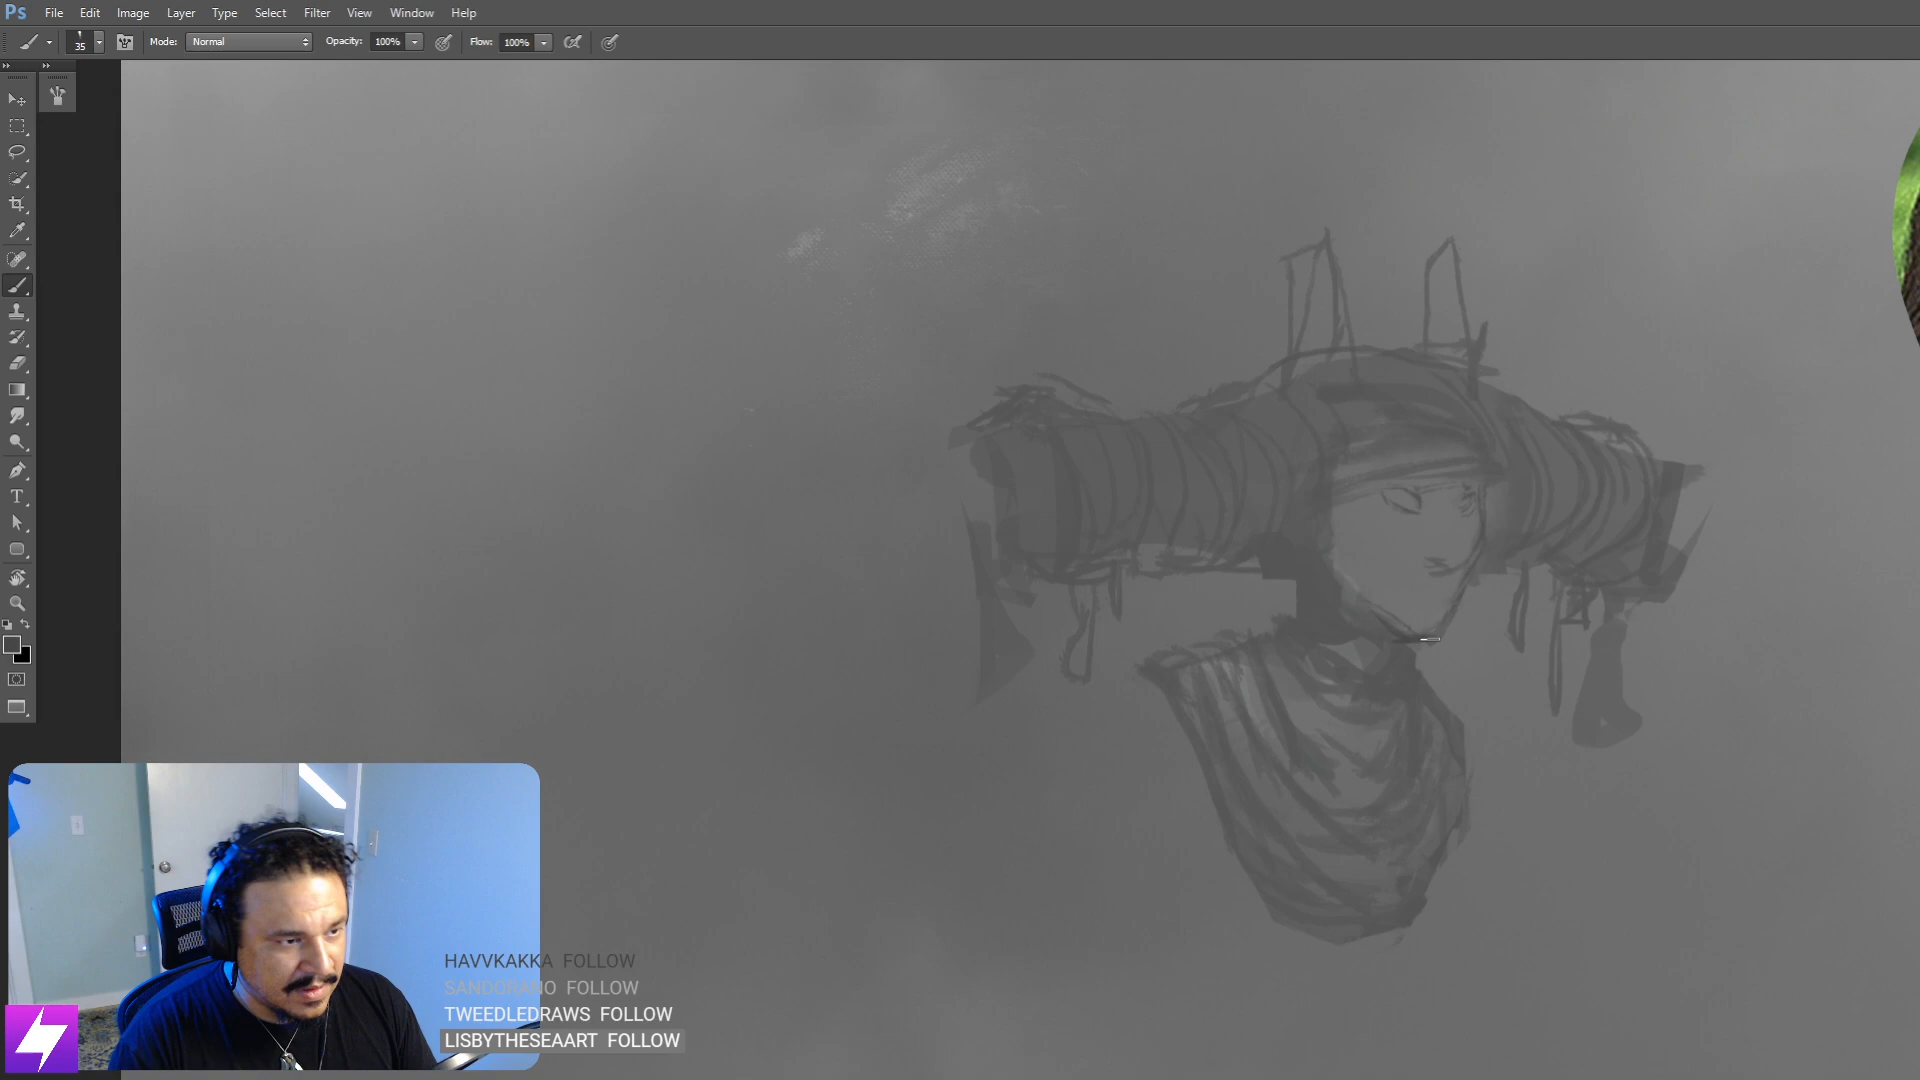 Ps File Edit Image Layer Type Select Filter View Window Help
35 Mode: Normal Opacity: 100% Flow: 100%
T
HAVVKAKKA FOLLOW
SANDORANO FOLLOW
TWEEDLEDRAWS FOLLOW
LISBYTHESEAART FOLLOW